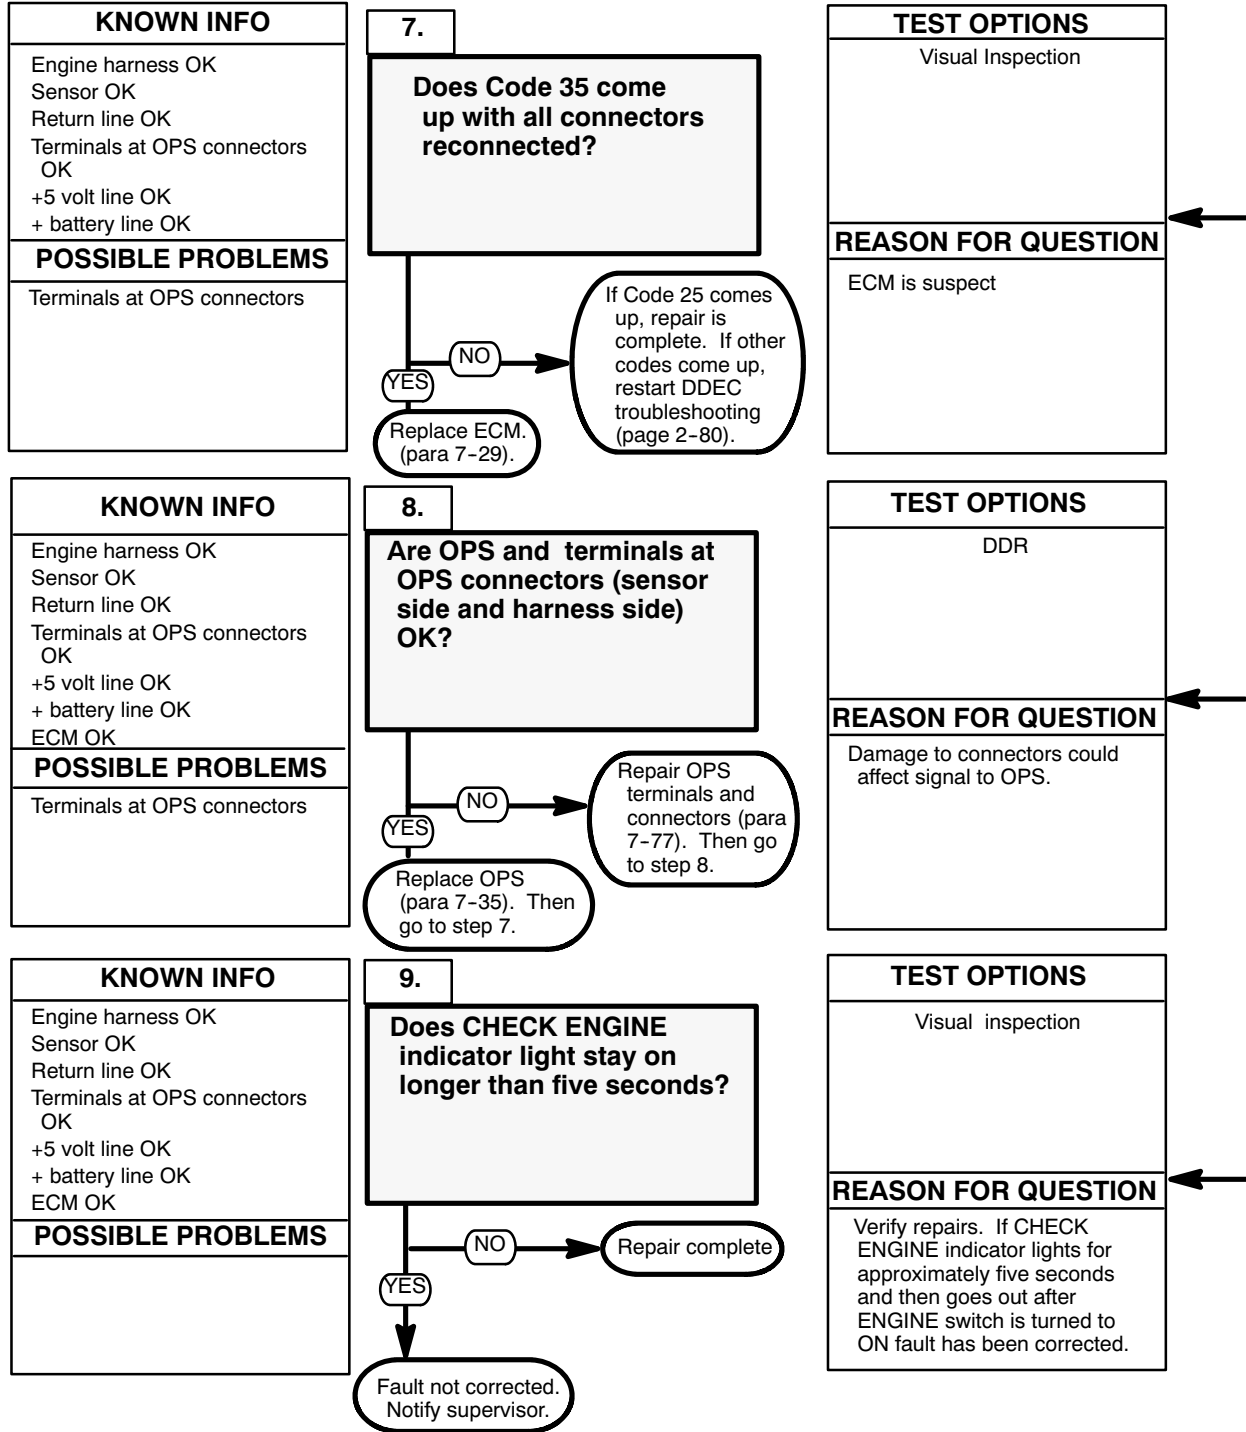 KNOWN INFO
Engine harness OK
Sensor OK
Return line OK
Terminals at OPS connectors
OK
+5 volt line OK
+ battery line OK
POSSIBLE PROBLEMS
Terminals at OPS connectors
7.
Does Code 35 come
up with all connectors
reconnected?
NO
If Code 25 comes
up, repair is
complete. If other
codes come up,
restart DDEC
troubleshooting
(page 2-80).
YES
Replace ECM.
(para 7-29).
TEST OPTIONS
Visual Inspection
REASON FOR QUESTION
ECM is suspect
KNOWN INFO
Engine harness OK
Sensor OK
Return line OK
Terminals at OPS connectors
OK
+5 volt line OK
+ battery line OK
ECM OK
POSSIBLE PROBLEMS
Terminals at OPS connectors
8.
Are OPS and terminals at
OPS connectors (sensor
side and harness side)
OK?
NO
Repair OPS
terminals and
connectors (para
7-77). Then go
to step 8.
YES
Replace OPS
(para 7-35). Then
go to step 7.
TEST OPTIONS
DDR
REASON FOR QUESTION
Damage to connectors could
affect signal to OPS.
KNOWN INFO
Engine harness OK
Sensor OK
Return line OK
Terminals at OPS connectors
OK
+5 volt line OK
+ battery line OK
ECM OK
POSSIBLE PROBLEMS
9.
Does CHECK ENGINE
indicator light stay on
longer than five seconds?
NO
Repair complete
YES
Fault not corrected.
Notify supervisor.
TEST OPTIONS
Visual inspection
REASON FOR QUESTION
Verify repairs. If CHECK
ENGINE indicator lights for
approximately five seconds
and then goes out after
ENGINE switch is turned to
ON fault has been corrected.